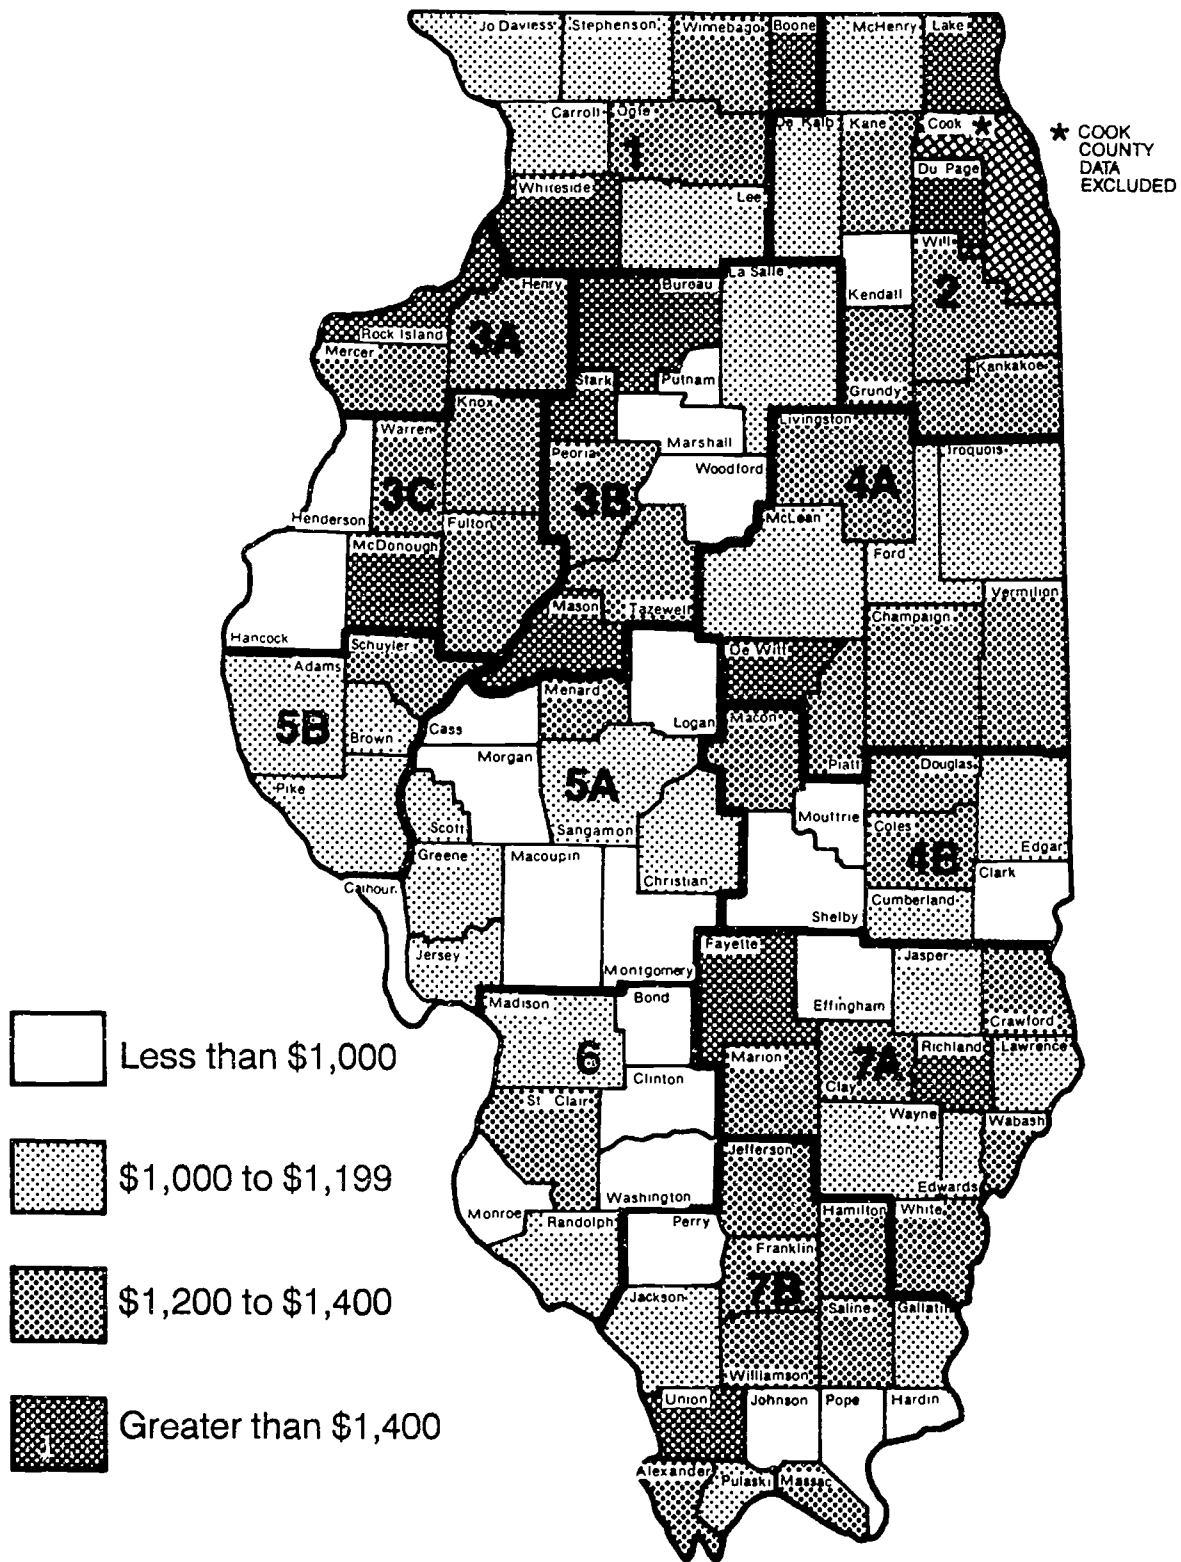 Jo Daviess
Stephenson
Winnebago
Boone
McHenry
Lake
Carroll
Ogle
De Kalb
Kane
Cook ★
★ COOK
COUNTY
DATA
EXCLUDED
1
Du Page
Whiteside
Lee
Will
La Salle
Henry
Bureau
Kendall
2
Rock Island
3A
Mercer
Stark
Putnam
Kankakee
Grundy
Knox
Warren
Livingston
Marshall
Peoria
Woodford
Iroquois
3C
3B
4A
Henderson
Fulton
McLean
McDonough
Ford
Mason
Tazewell
Vermilion
Champaign
Hancock
Schuyler
De Witt
Adams
Menard
5B
Cass
Logan
Macon
Brown
Morgan
Piatt
Douglas
Pike
5A
Scott
Sangamon
Mouttrie
Coles
4B
Edgar
Greene
Macoupin
Christian
Clark
Calhour.
Shelby
Cumberland
Jersey
Montgomery
Fayette
Jasper
Madison
Bond
Effingham
Crawford
Less than $1,000
6
Marion
7A
Richland
Lawrence
Clinton
Clay
St. Clair
Wayne
Wabash
$1,000 to $1,199
Jefferson
Washington
Edwards
Monroe
Randolph
Perry
Hamilton
White
Franklin
7B
$1,200 to $1,400
Jackson
Saline
Gallatin
Williamson
Union
Johnson
Pope
Hardin
Greater than $1,400
Alexander
Pulaski
Massac